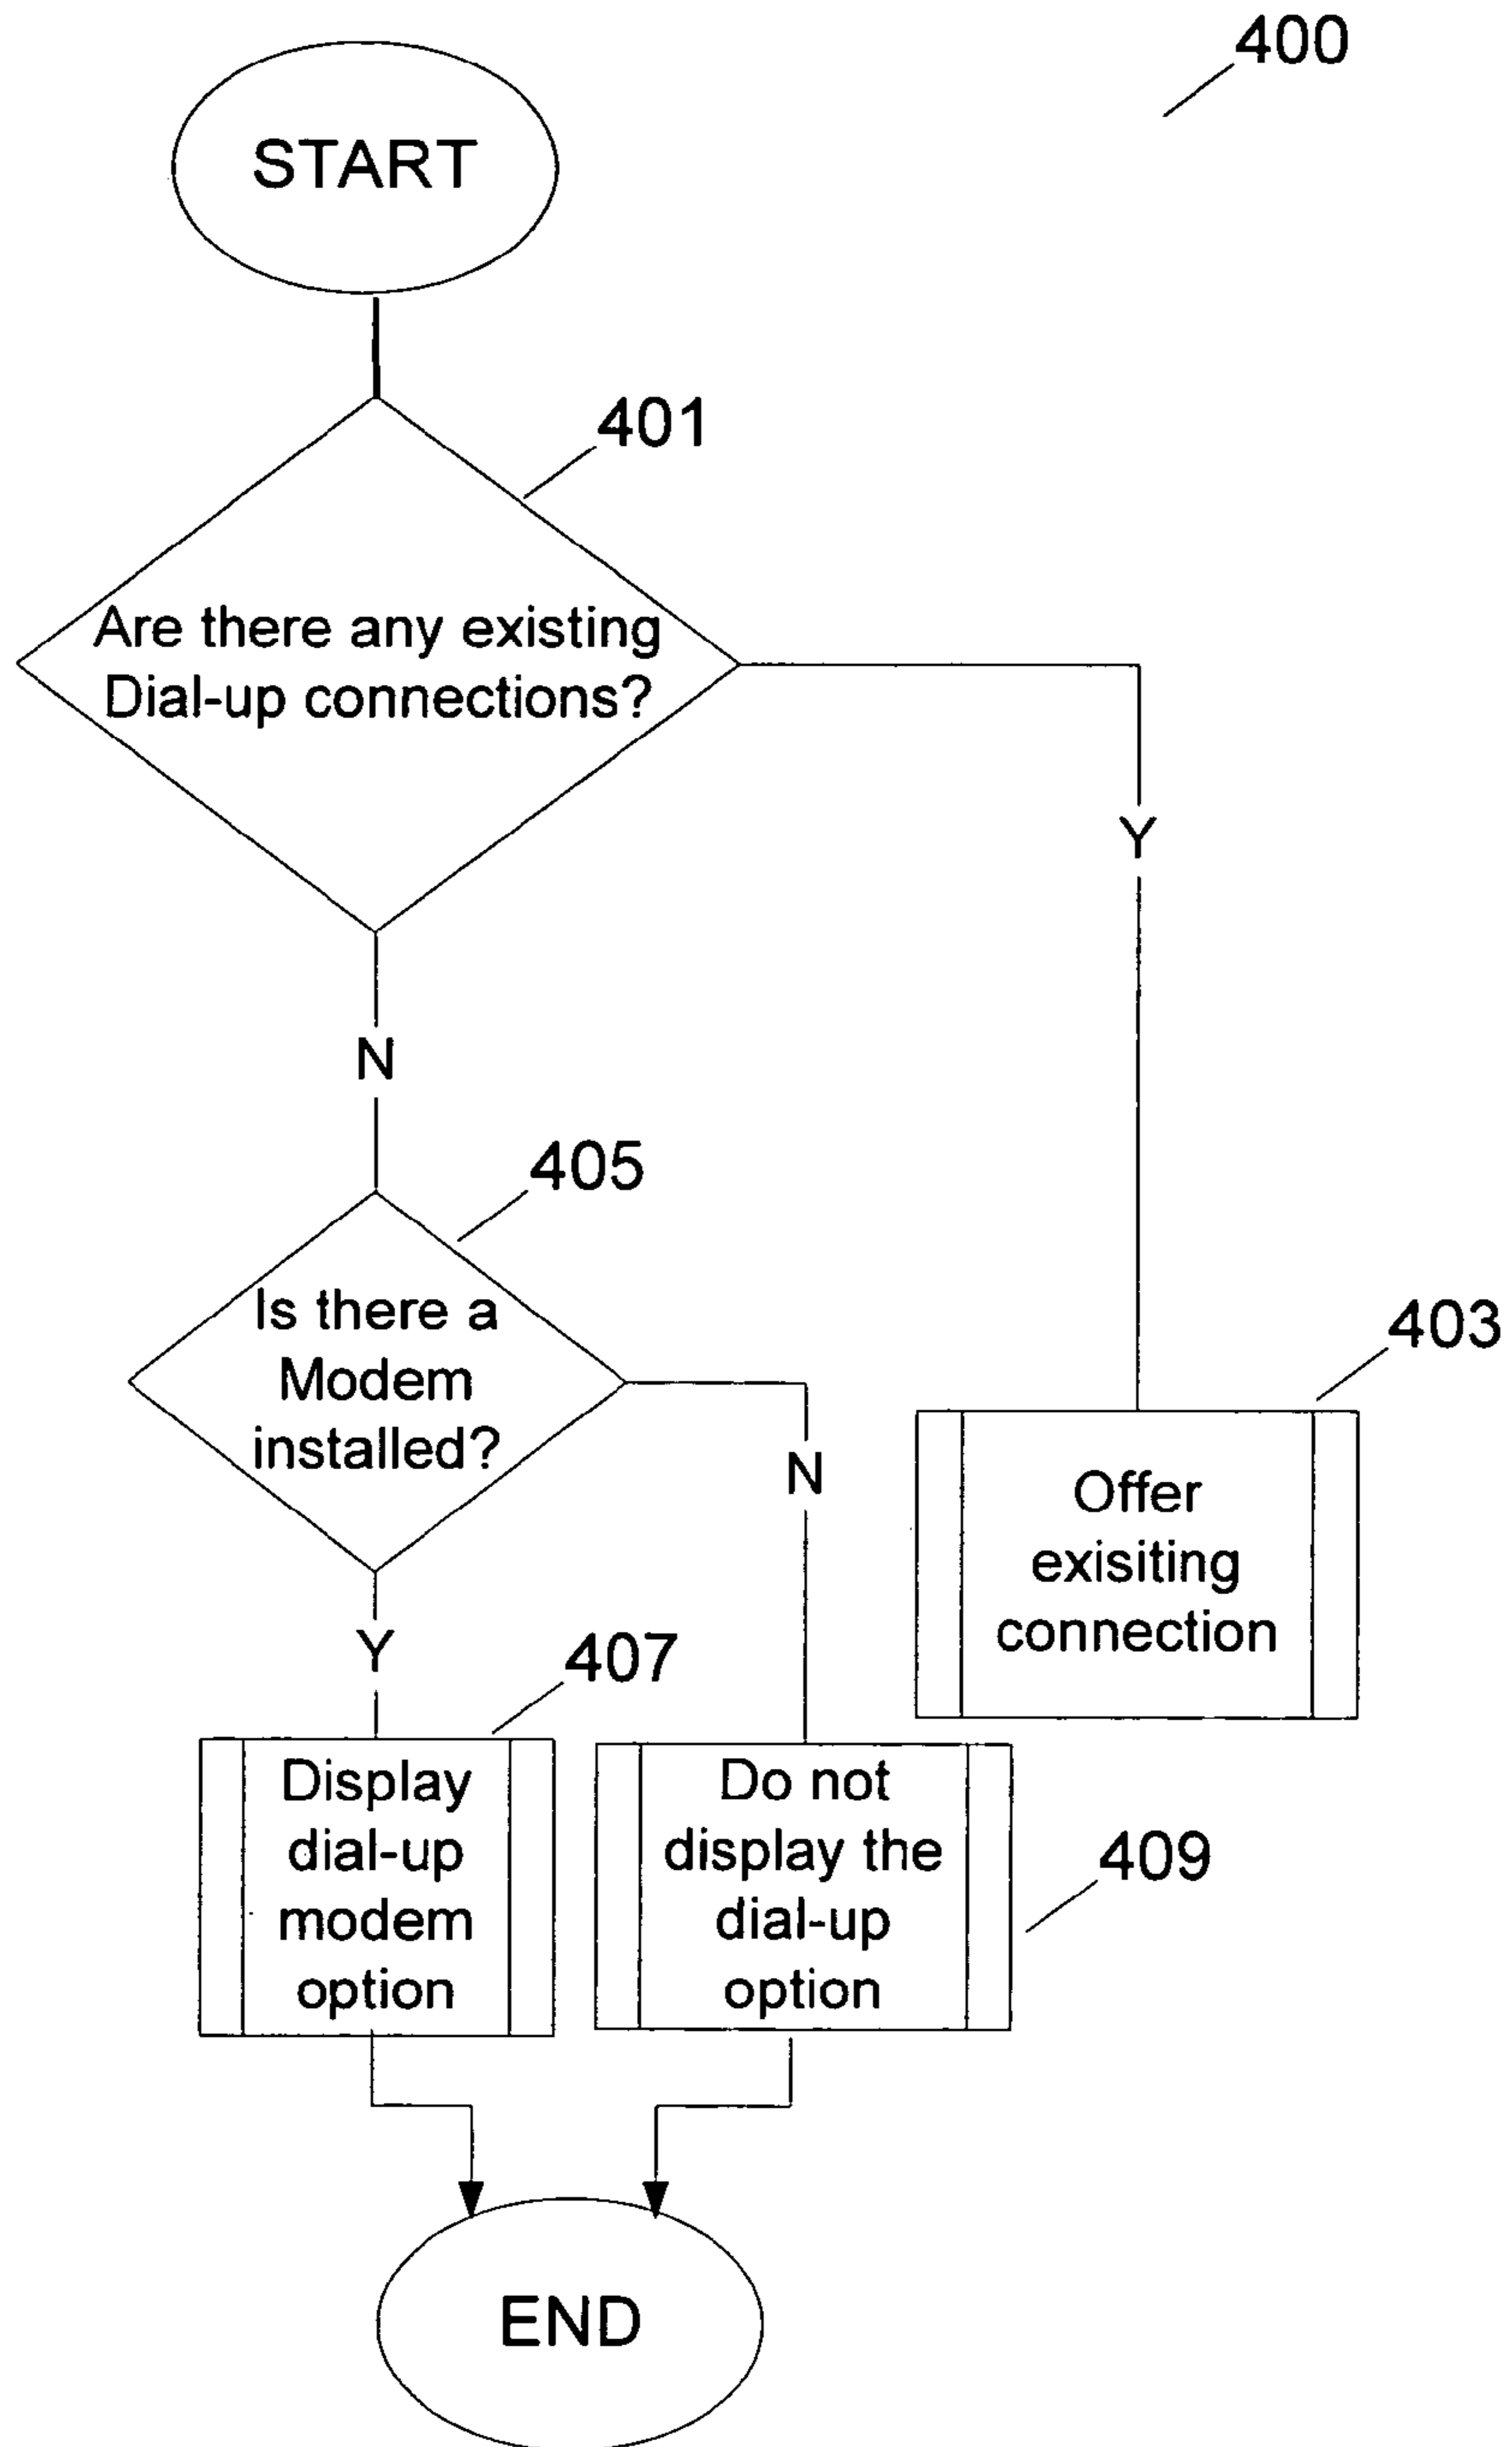 400
START
401
Are there any existing
Dial-up connections?
Y
N
405
Is there a
Modem
installed?
403
N
Offer
exisiting
connection
Y
407
Display
dial-up
modem
option
Do not
display the
dial-up
option
409
END